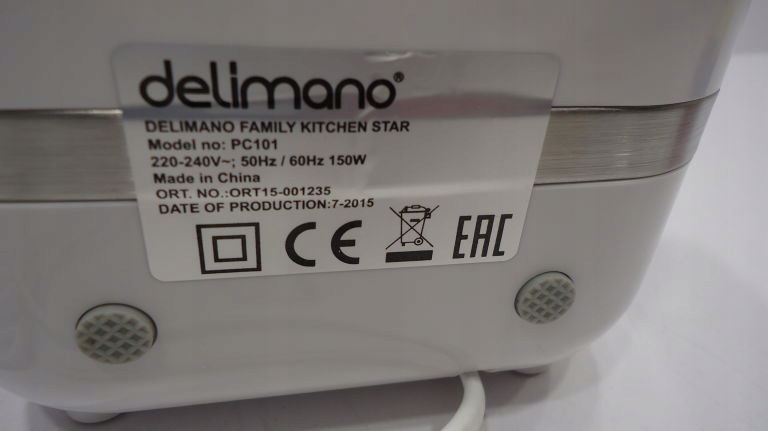 delimano®
DELIMANO FAMILY KITCHEN STAR
Model no: PC101
220-240V~; 50Hz / 60Hz 150W
Made in China
ORT. NO.:ORT15-001235
DATE OF PRODUCTION:7-2015
CE EAC